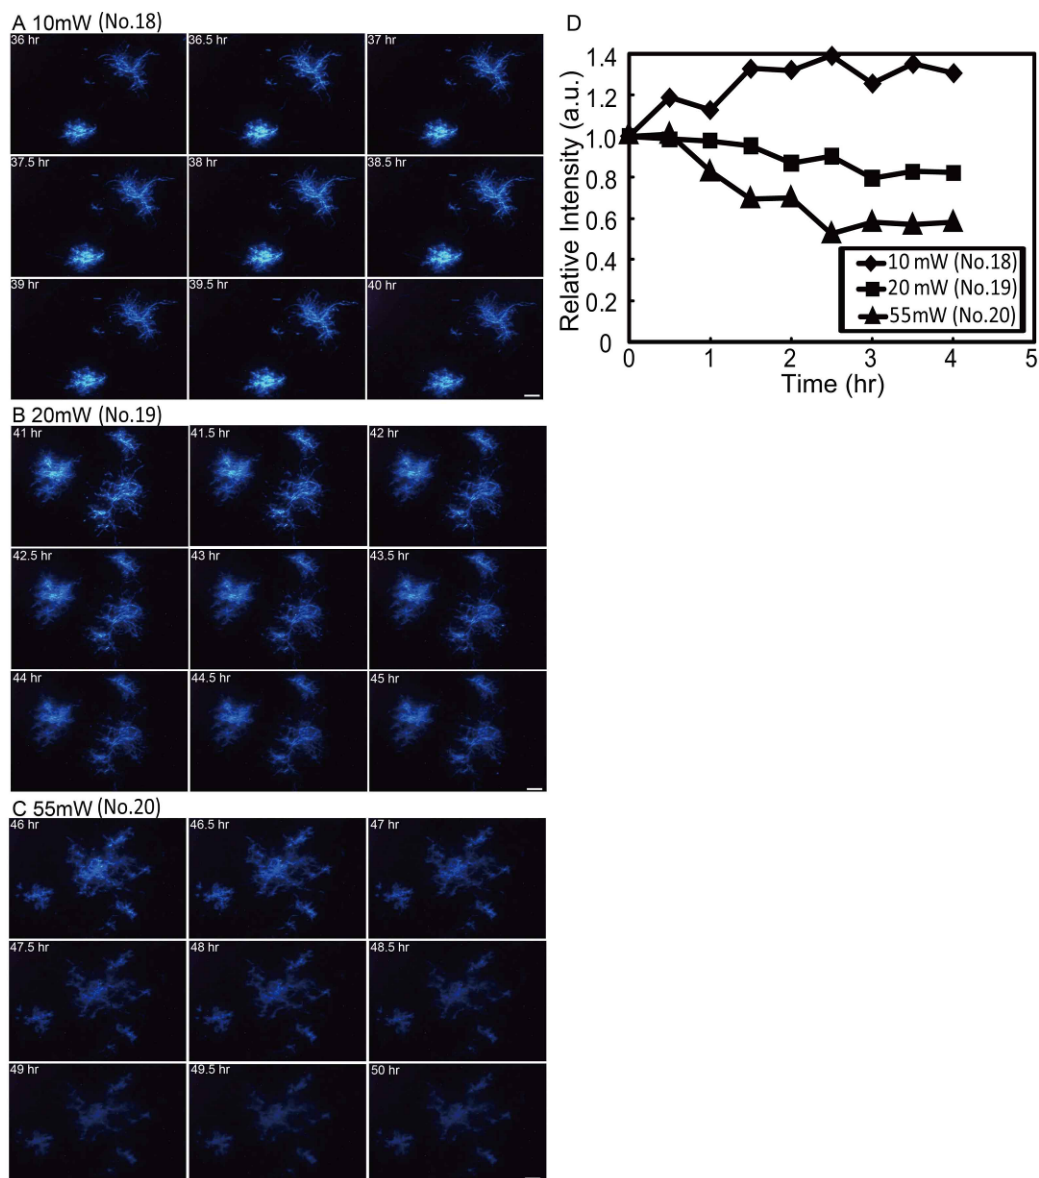 A 10mW (No.18)
36 hr 36.5 hr 37 hr
37.5 hr 38 hr 38.5 hr
39 hr 39.5 hr 40 hr
B 20mW (No.19)
41 hr 41.5 hr 42 hr
42.5 hr 43 hr 43.5 hr
44 hr 44.5 hr 45 hr
C 55mW (No.20)
46 hr 46.5 hr 47 hr
47.5 hr 48 hr 48.5 hr
49 hr 49.5 hr 50 hr
D
Relative Intensity (a.u.)
1.4
1.2
1.0
0.8
0.6
0.4
0.2
0
10 mW (No.18)
20 mW (No.19)
55mW (No.20)
0 1 2 3 4 5
Time (hr)